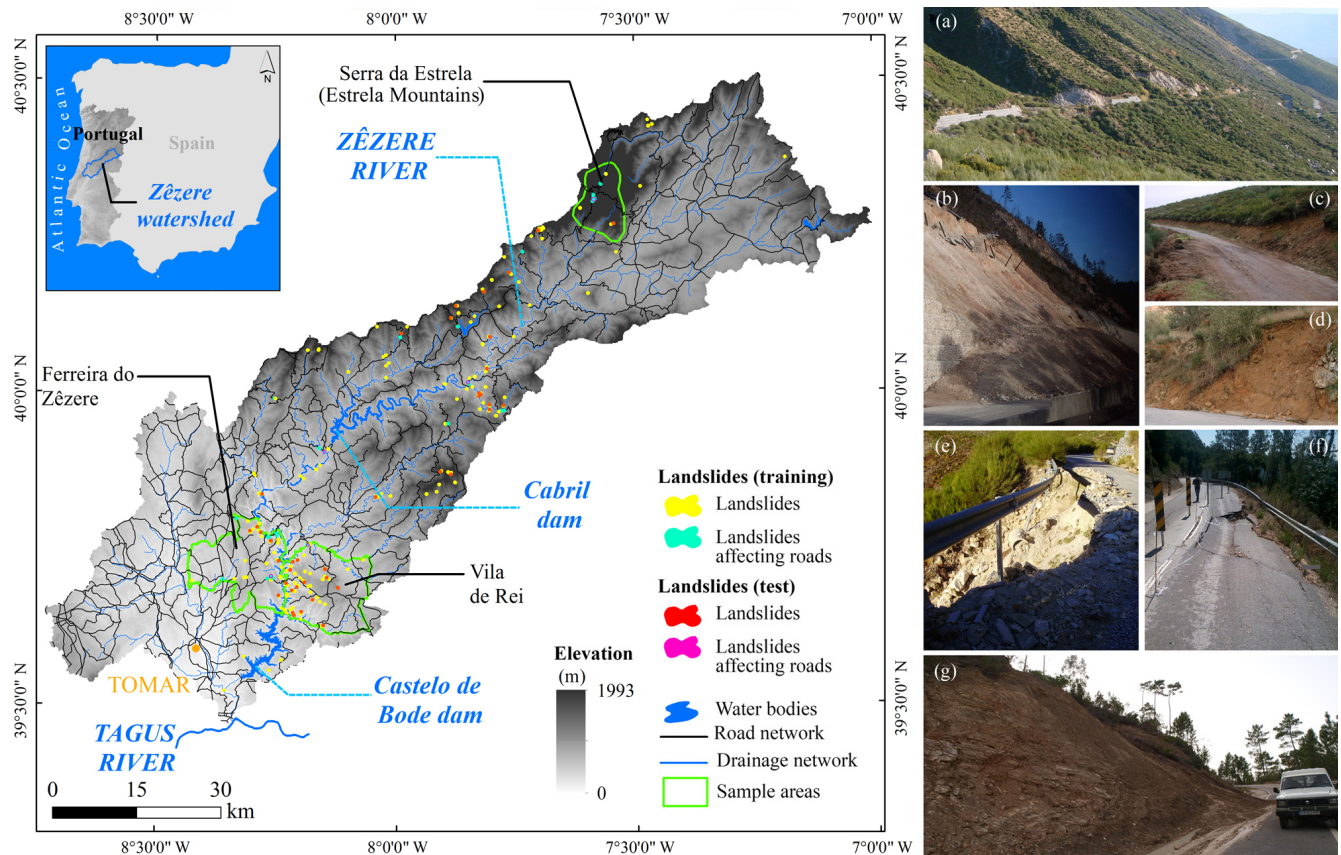 8°30'0" W
8°00'0" W
7°30'0" W
7°00'0" W
40°30'0" N
40°30'0" N
40°0'0" N
40°0'0" N
39°30'0" N
39°30'0" N
N
Atlantic Ocean
Portugal
Spain
Zêzere
watershed
Serra da Estrela
(Estrela Mountains)
ZÊZERE
RIVER
Ferreira do
Zêzere
Cabril
dam
Vila
de Rei
TOMAR
Castelo de
Bode dam
TAGUS
RIVER
0
15
30
km
Elevation
(m)
1993
0
Landslides (training)
Landslides
Landslides
affecting roads
Landslides (test)
Landslides
Landslides
affecting roads
Water bodies
Road network
Drainage network
Sample areas
8°30'0" W
8°00'0" W
7°30'0" W
7°00'0" W
(a)
(b)
(c)
(d)
(e)
(f)
(g)